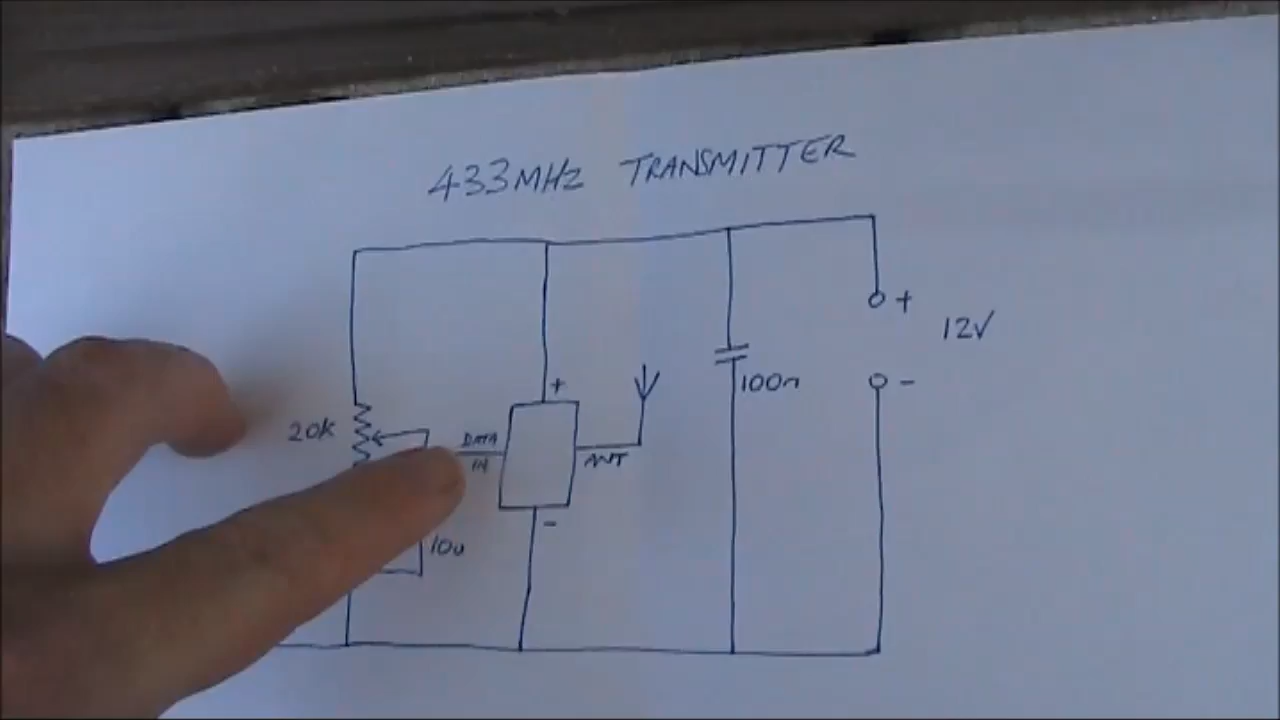 433MHz TRANSMITTER
+
12V
-
100n
+
20k
DATA
IN
ANT
-
10u